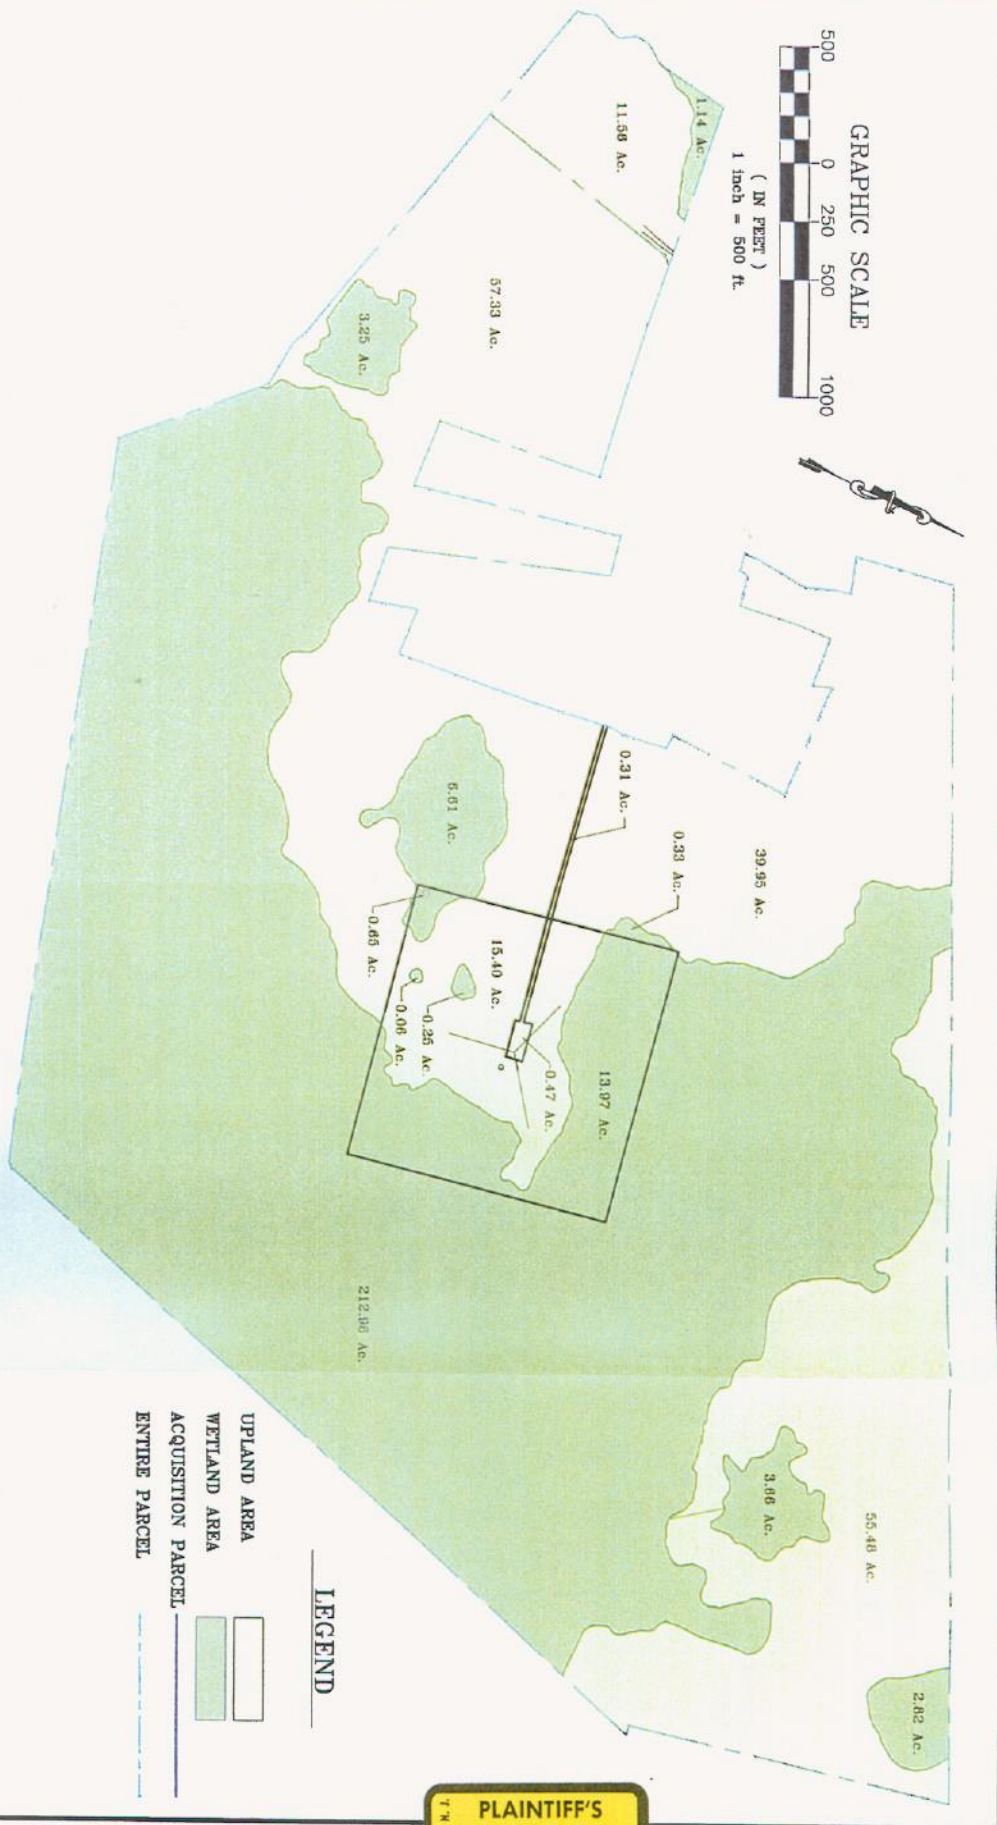 GRAPHIC SCALE
500 0 250 500 1000
( IN FEET )
1 inch = 500 ft.
1.14 Ac.
11.58 Ac.
57.33 Ac.
3.25 Ac.
0.31 Ac.
0.33 Ac.
39.95 Ac.
6.61 Ac.
0.65 Ac.
15.40 Ac.
0.06 Ac.
0.25 Ac.
0.47 Ac.
13.97 Ac.
212.96 Ac.
3.66 Ac.
55.48 Ac.
2.82 Ac.
LEGEND
UPLAND AREA
WETLAND AREA
ACQUISITION PARCEL
ENTIRE PARCEL
PLAINTIFF'S